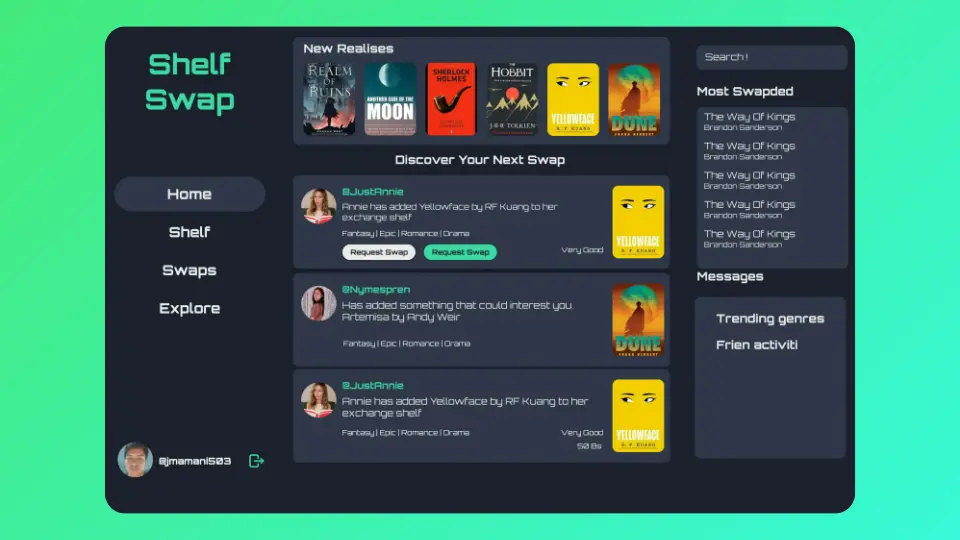 Shelf
Swap
Home
Shelf
Swaps
Explore
@jmamani503
New Realises
REALM
OF
RUINS
ANOTHER SIDE OF THE
MOON
SHERLOCK
HOLMES
THE
HOBBIT
J·R·R·TOLKIEN
YELLOWFACE
R. F. KUANG
DUNE
FRANK HERBERT
Discover Your Next Swap
@JustAnnie
Annie has added Yellowface by RF Kuang to her
exchange shelf
Fantasy | Epic | Romance | Drama
Request Swap
Request Swap
Very Good
YELLOWFACE
R. F. KUANG
@Nymespren
Has added something that could interest you.
Artemisa by Andy Weir
Fantasy | Epic | Romance | Drama
DUNE
FRANK HERBERT
@JustAnnie
Annie has added Yellowface by RF Kuang to her
exchange shelf
Fantasy | Epic | Romance | Drama
Very Good
50 Bs
YELLOWFACE
R. F. KUANG
Search!
Most Swapded
The Way Of Kings
Brandon Sanderson
The Way Of Kings
Brandon Sanderson
The Way Of Kings
Brandon Sanderson
The Way Of Kings
Brandon Sanderson
The Way Of Kings
Brandon Sanderson
Messages
Trending genres
Frien activiti